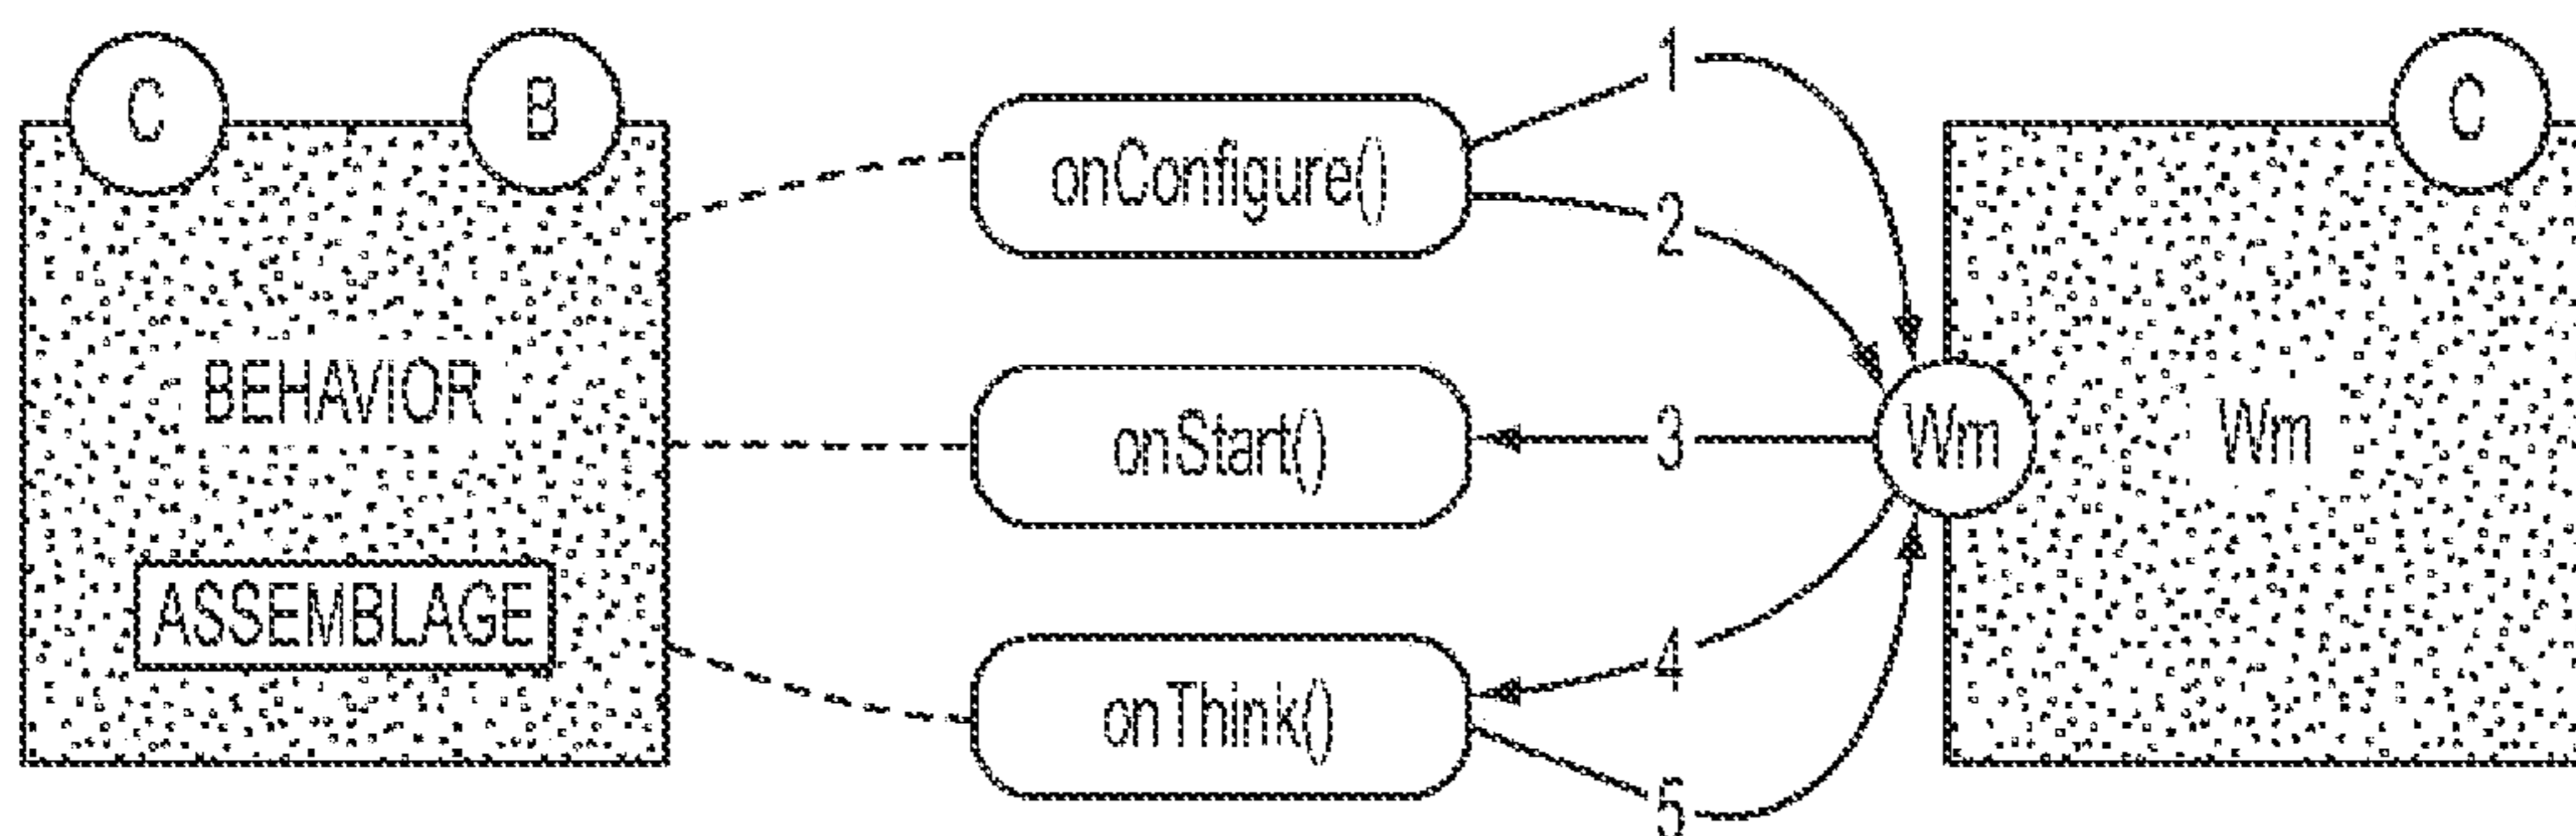 C
B
BEHAVIOR
ASSEMBLAGE
onConfigure()
onStart()
onThink()
1
2
3
4
5
Wm
C
Wm